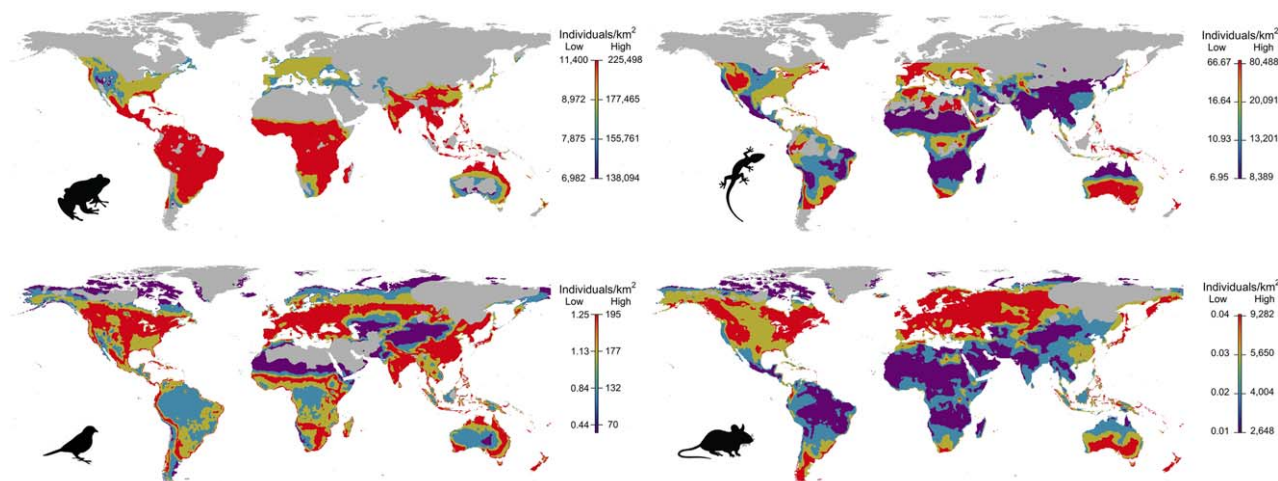 Individuals/km2
Low High
11,400 225,498
8,972 177,465
7,875 155,761
6,982 138,094
Individuals/km2
Low High
66.67 80,488
16.64 20,091
10.93 13,201
6.95 8,389
Individuals/km2
Low High
1.25 195
1.13 177
0.84 132
0.44 70
Individuals/km2
Low High
0.04 9,282
0.03 5,650
0.02 4,004
0.01 2,648